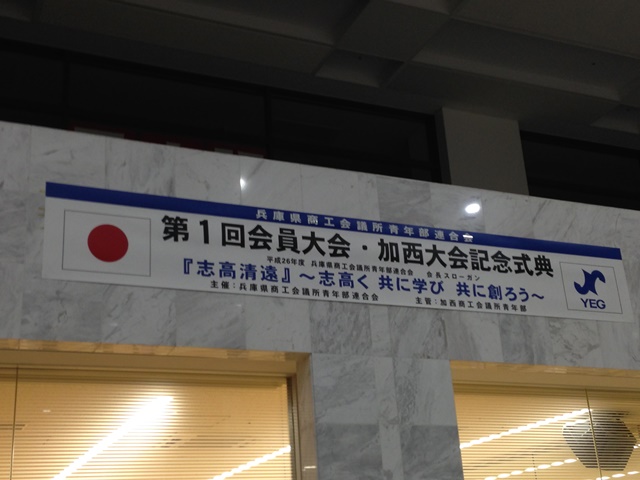 兵庫県商工会議所青年部連合会
第1回会員大会・加西大会記念式典
平成26年度 兵庫県商工会議所青年部連合会 会長スローガン
『志高清遠』～志高く 共に学び 共に創ろう～
主催：兵庫県商工会議所青年部連合会 主管：加西商工会議所青年部
YEG